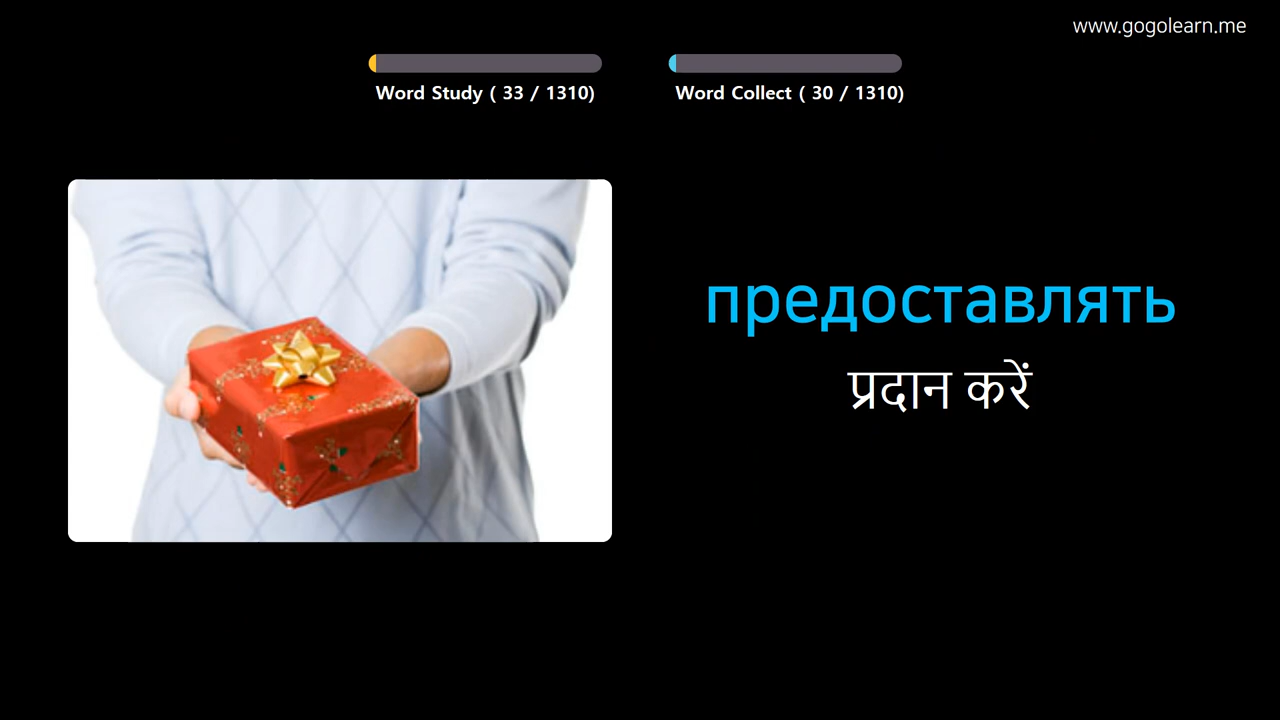 www.gogolearn.me
Word Study ( 33 / 1310)
Word Collect ( 30 / 1310)
предоставлять
प्रदान करें